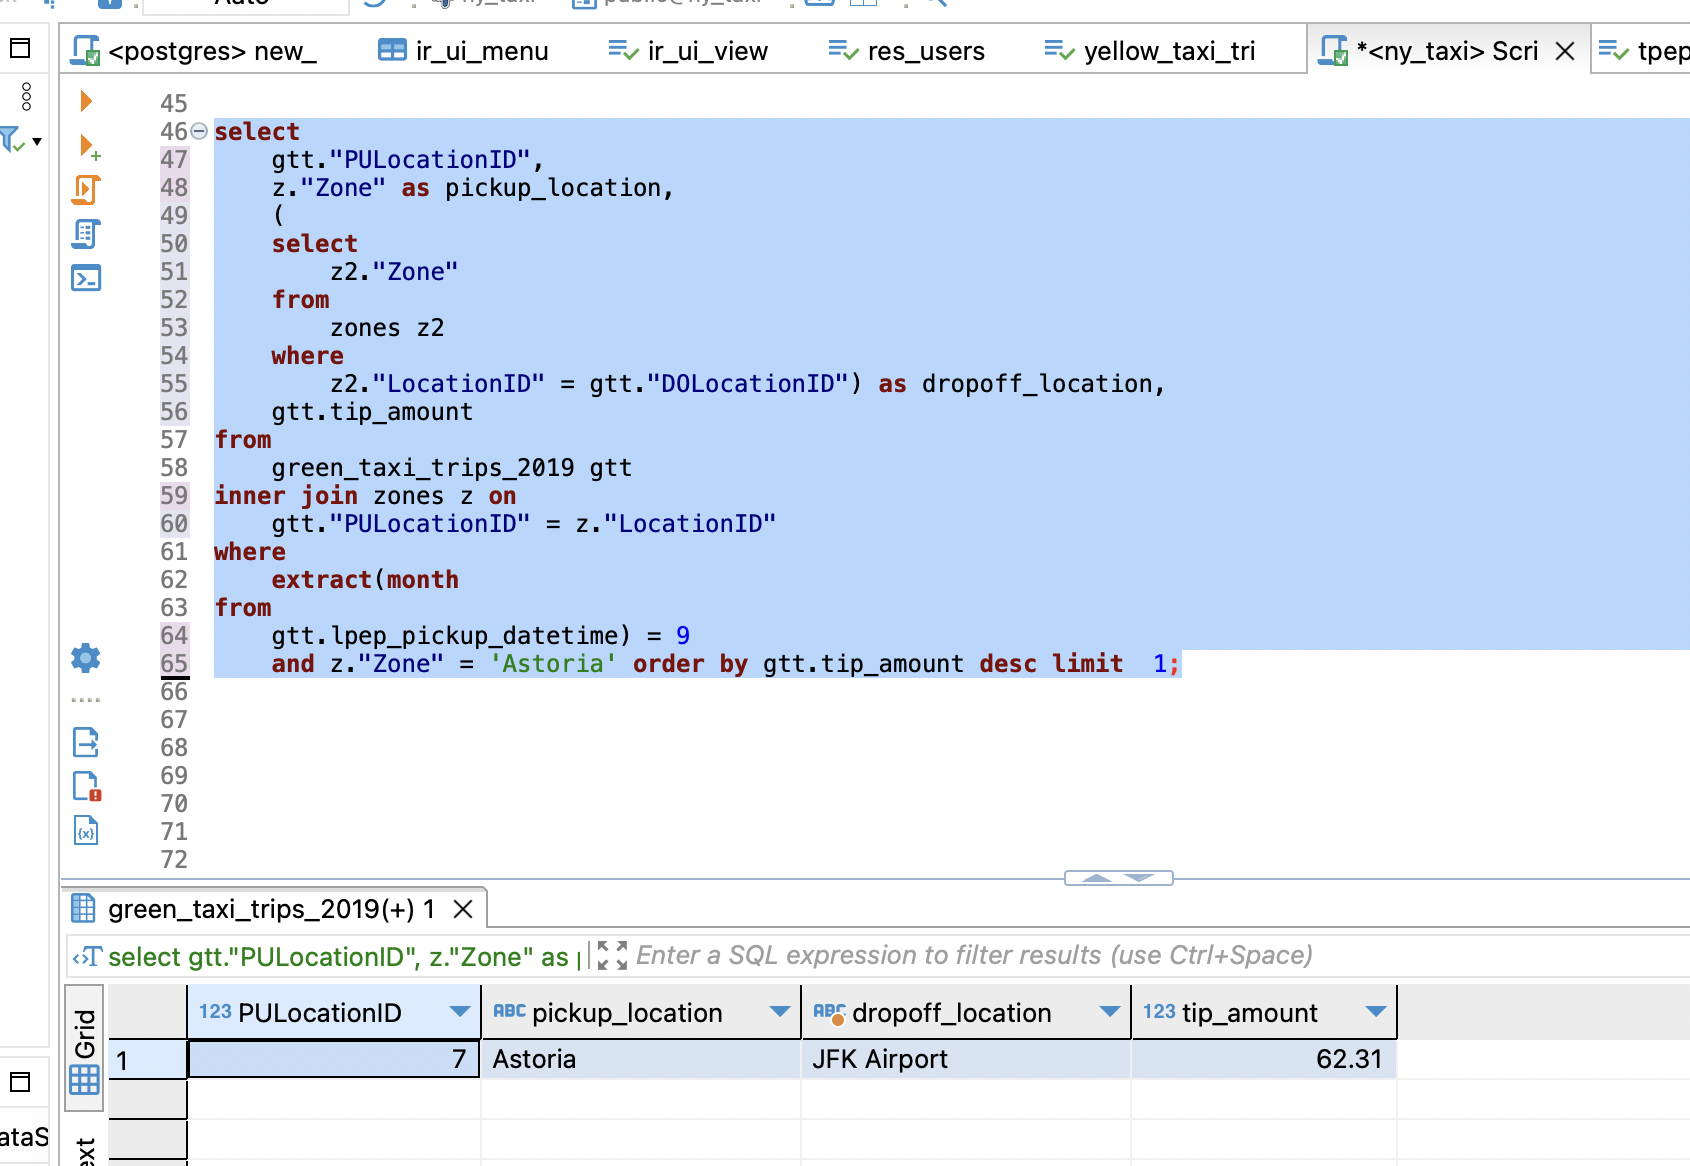 Auto
<postgres> new_
ir_ui_menu
ir_ui_view
res_users
yellow_taxi_tri
*<ny_taxi> Scri
tpep
45
46 select
47 gtt."PULocationID",
48 z."Zone" as pickup_location,
49 (
50 select
51 z2."Zone"
52 from
53 zones z2
54 where
55 z2."LocationID" = gtt."DOLocationID") as dropoff_location,
56 gtt.tip_amount
57 from
58 green_taxi_trips_2019 gtt
59 inner join zones z on
60 gtt."PULocationID" = z."LocationID"
61 where
62 extract(month
63 from
64 gtt.lpep_pickup_datetime) = 9
65 and z."Zone" = 'Astoria' order by gtt.tip_amount desc limit  1;
66
67
68
69
70
71
72
green_taxi_trips_2019(+) 1
select gtt."PULocationID", z."Zone" as
Enter a SQL expression to filter results (use Ctrl+Space)
Grid
123 PULocationID
ABC pickup_location
ABC dropoff_location
123 tip_amount
1 7 Astoria JFK Airport 62.31
ataS
ext